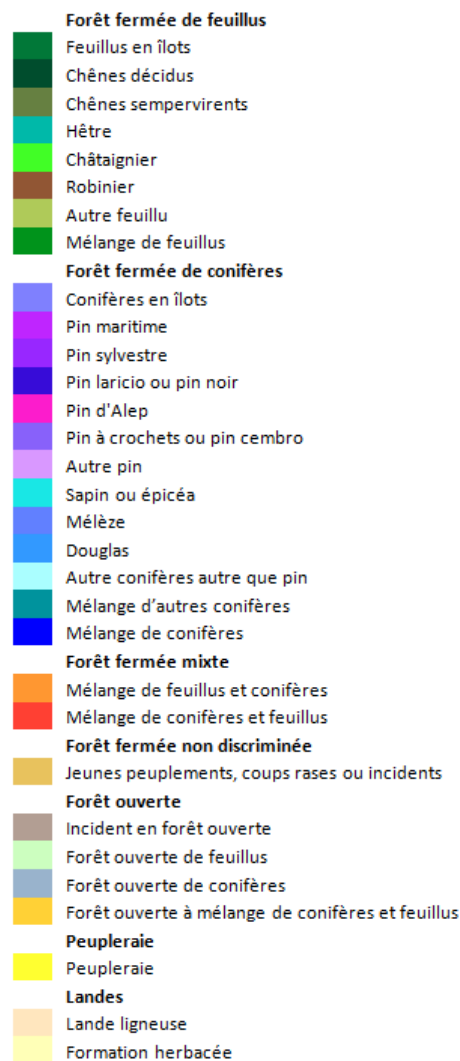 Forêt fermée de feuillus
Feuillus en îlots
Chênes décidus
Chênes sempervirents
Hêtre
Châtaignier
Robinier
Autre feuillu
Mélange de feuillus
Forêt fermée de conifères
Conifères en îlots
Pin maritime
Pin sylvestre
Pin laricio ou pin noir
Pin d'Alep
Pin à crochets ou pin cembro
Autre pin
Sapin ou épicéa
Mélèze
Douglas
Autre conifères autre que pin
Mélange d’autres conifères
Mélange de conifères
Forêt fermée mixte
Mélange de feuillus et conifères
Mélange de conifères et feuillus
Forêt fermée non discriminée
Jeunes peuplements, coups rases ou incidents
Forêt ouverte
Incident en forêt ouverte
Forêt ouverte de feuillus
Forêt ouverte de conifères
Forêt ouverte à mélange de conifères et feuillus
Peupleraie
Peupleraie
Landes
Lande ligneuse
Formation herbacée